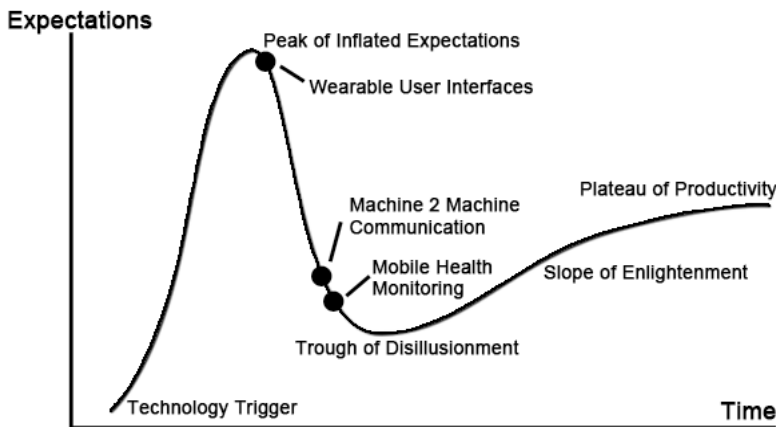 Expectations
Peak of Inflated Expectations
Wearable User Interfaces
Plateau of Productivity
Machine 2 Machine
Communication
Mobile Health
Monitoring
Slope of Enlightenment
Trough of Disillusionment
Technology Trigger
Time